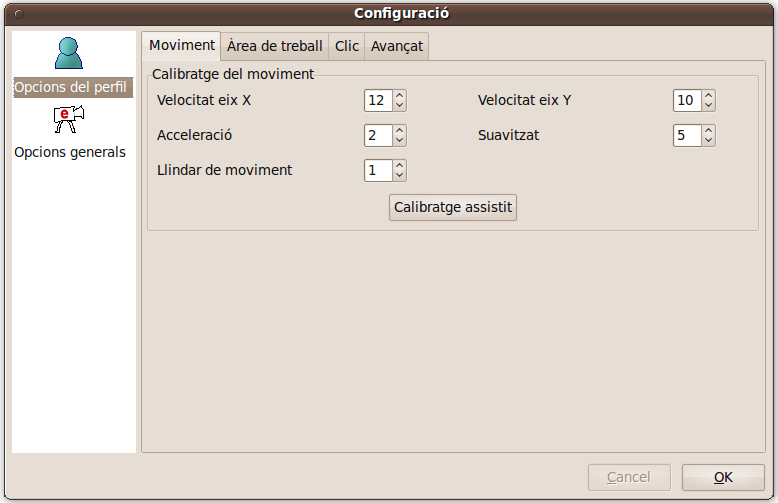 Configuració
Moviment Àrea de treball Clic Avançat
Opcions del perfil
e
Opcions generals
Calibratge del moviment
Velocitat eix X 12 Velocitat eix Y 10
Acceleració 2 Suavitzat 5
Llindar de moviment 1
Calibratge assistit
Cancel OK